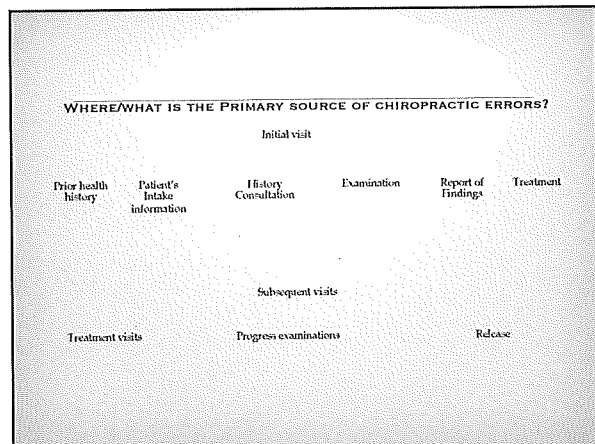 WHERE/WHAT IS THE PRIMARY SOURCE OF CHIROPRACTIC ERRORS?
Initial visit
Prior health history
Patient's Intake information
History Consultation
Examination
Report of Findings
Treatment
Subsequent visits
Treatment visits
Progress examinations
Release